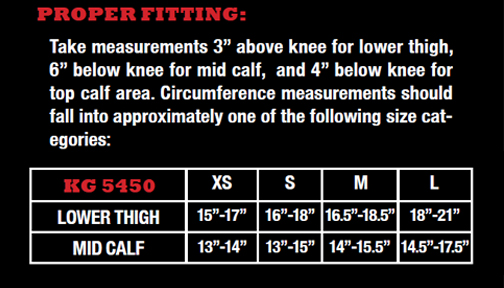 PROPER FITTING:
Take measurements 3” above knee for lower thigh,
6” below knee for mid calf, and 4” below knee for
top calf area. Circumference measurements should
fall into approximately one of the following size cat-
egories:
KG 5450 XS S M L
LOWER THIGH 15”-17” 16”-18” 16.5”-18.5” 18”-21”
MID CALF 13”-14” 13”-15” 14”-15.5” 14.5”-17.5”